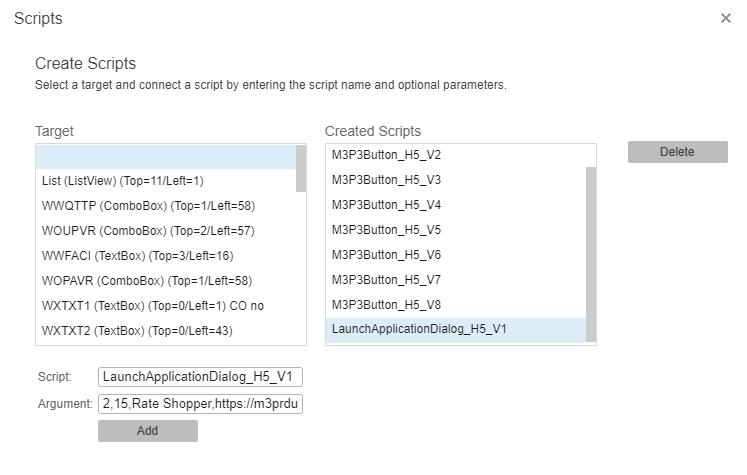 Scripts
×
Create Scripts
Select a target and connect a script by entering the script name and optional parameters.
Target
List (ListView) (Top=11/Left=1)
WWQTTP (ComboBox) (Top=1/Left=58)
WOUPVR (ComboBox) (Top=2/Left=57)
WWFACI (TextBox) (Top=3/Left=16)
WOPAVR (ComboBox) (Top=1/Left=58)
WXTXT1 (TextBox) (Top=0/Left=1) CO no
WXTXT2 (TextBox) (Top=0/Left=43)
Created Scripts
M3P3Button_H5_V2
M3P3Button_H5_V3
M3P3Button_H5_V4
M3P3Button_H5_V5
M3P3Button_H5_V6
M3P3Button_H5_V7
M3P3Button_H5_V8
LaunchApplicationDialog_H5_V1
Delete
Script: LaunchApplicationDialog_H5_V1
Argument: 2,15,Rate Shopper,https://m3prdu
Add